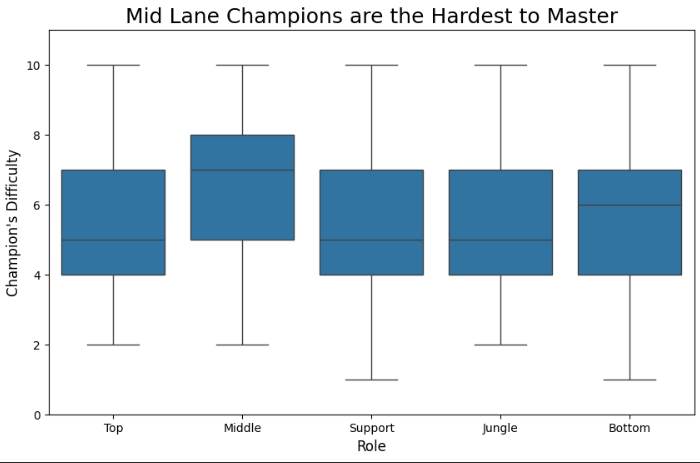 Mid Lane Champions are the Hardest to Master
Champion's Difficulty
10
8
6
4
2
0
Top Middle Support Jungle Bottom
Role